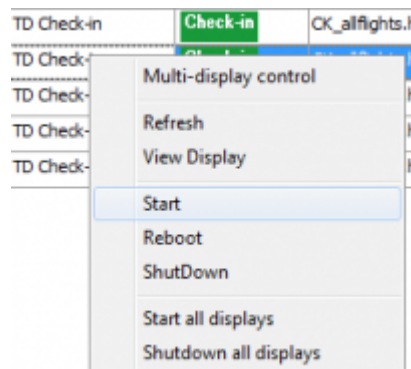 TD Check-in Check-in CK_allflights.h
TD Check-
Multi-display control
TD Check-
Refresh
TD Check-
View Display
TD Check-
Start
Reboot
ShutDown
Start all displays
Shutdown all displays